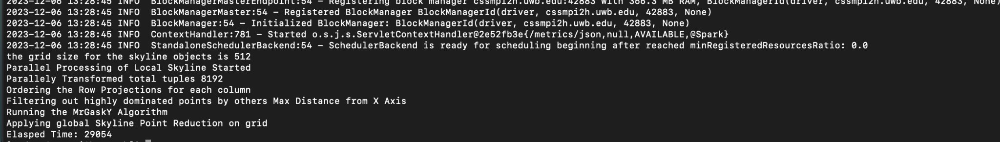 2023-12-06 13:28:45 INFO  BlockManagerMasterEndpoint:54 - Registering block manager cssmpi2h.uwb.edu:42883 with 366.3 MB RAM, BlockManagerId(driver, cssmpi2h.uwb.edu, 42883, None)
2023-12-06 13:28:45 INFO  BlockManagerMaster:54 - Registered BlockManager BlockManagerId(driver, cssmpi2h.uwb.edu, 42883, None)
2023-12-06 13:28:45 INFO  BlockManager:54 - Initialized BlockManager: BlockManagerId(driver, cssmpi2h.uwb.edu, 42883, None)
2023-12-06 13:28:45 INFO  ContextHandler:781 - Started o.s.j.s.ServletContextHandler@2e52fb3e{/metrics/json,null,AVAILABLE,@Spark}
2023-12-06 13:28:45 INFO  StandaloneSchedulerBackend:54 - SchedulerBackend is ready for scheduling beginning after reached minRegisteredResourcesRatio: 0.0
the grid size for the skyline objects is 512
Parallel Processing of Local Skyline Started
Parallely Transformed total tuples 8192
Ordering the Row Projections for each column
Filtering out highly dominated points by others Max Distance from X Axis
Running the MrGaskY Algorithm
Applying global Skyline Point Reduction on grid
Elasped Time: 29054